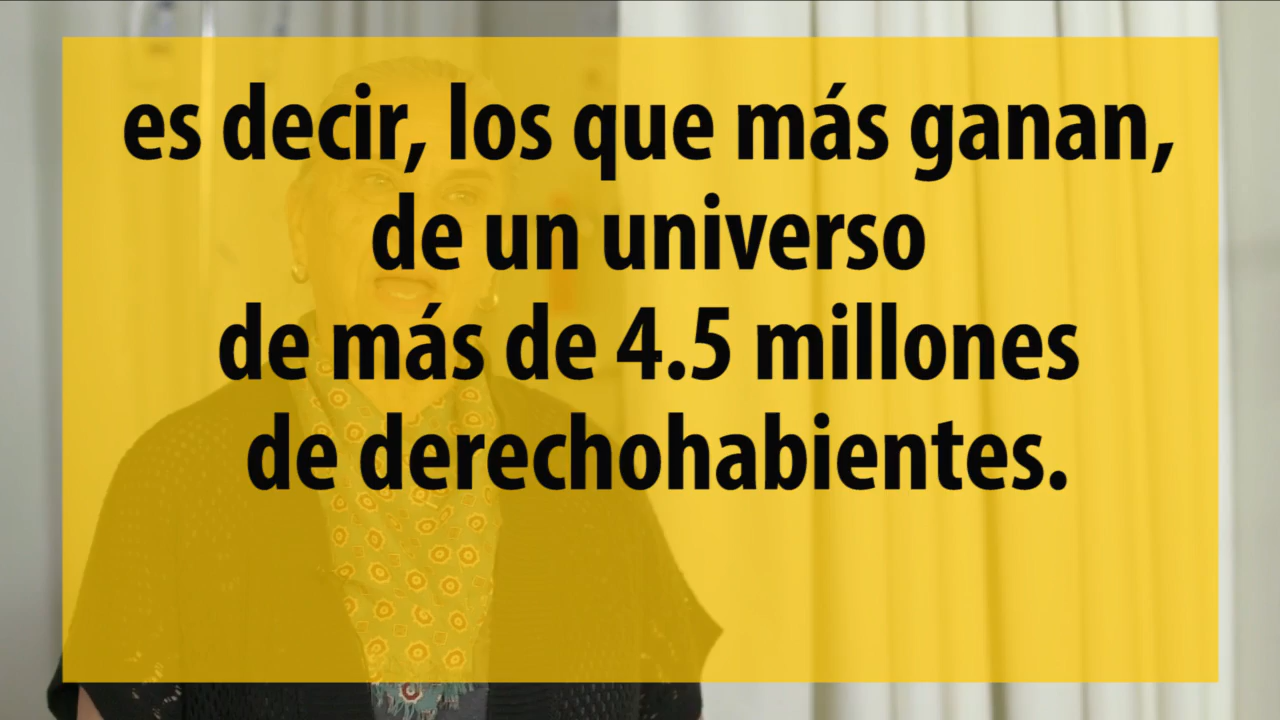 es decir, los que más ganan,
de un universo
de más de 4.5 millones
de derechohabientes.